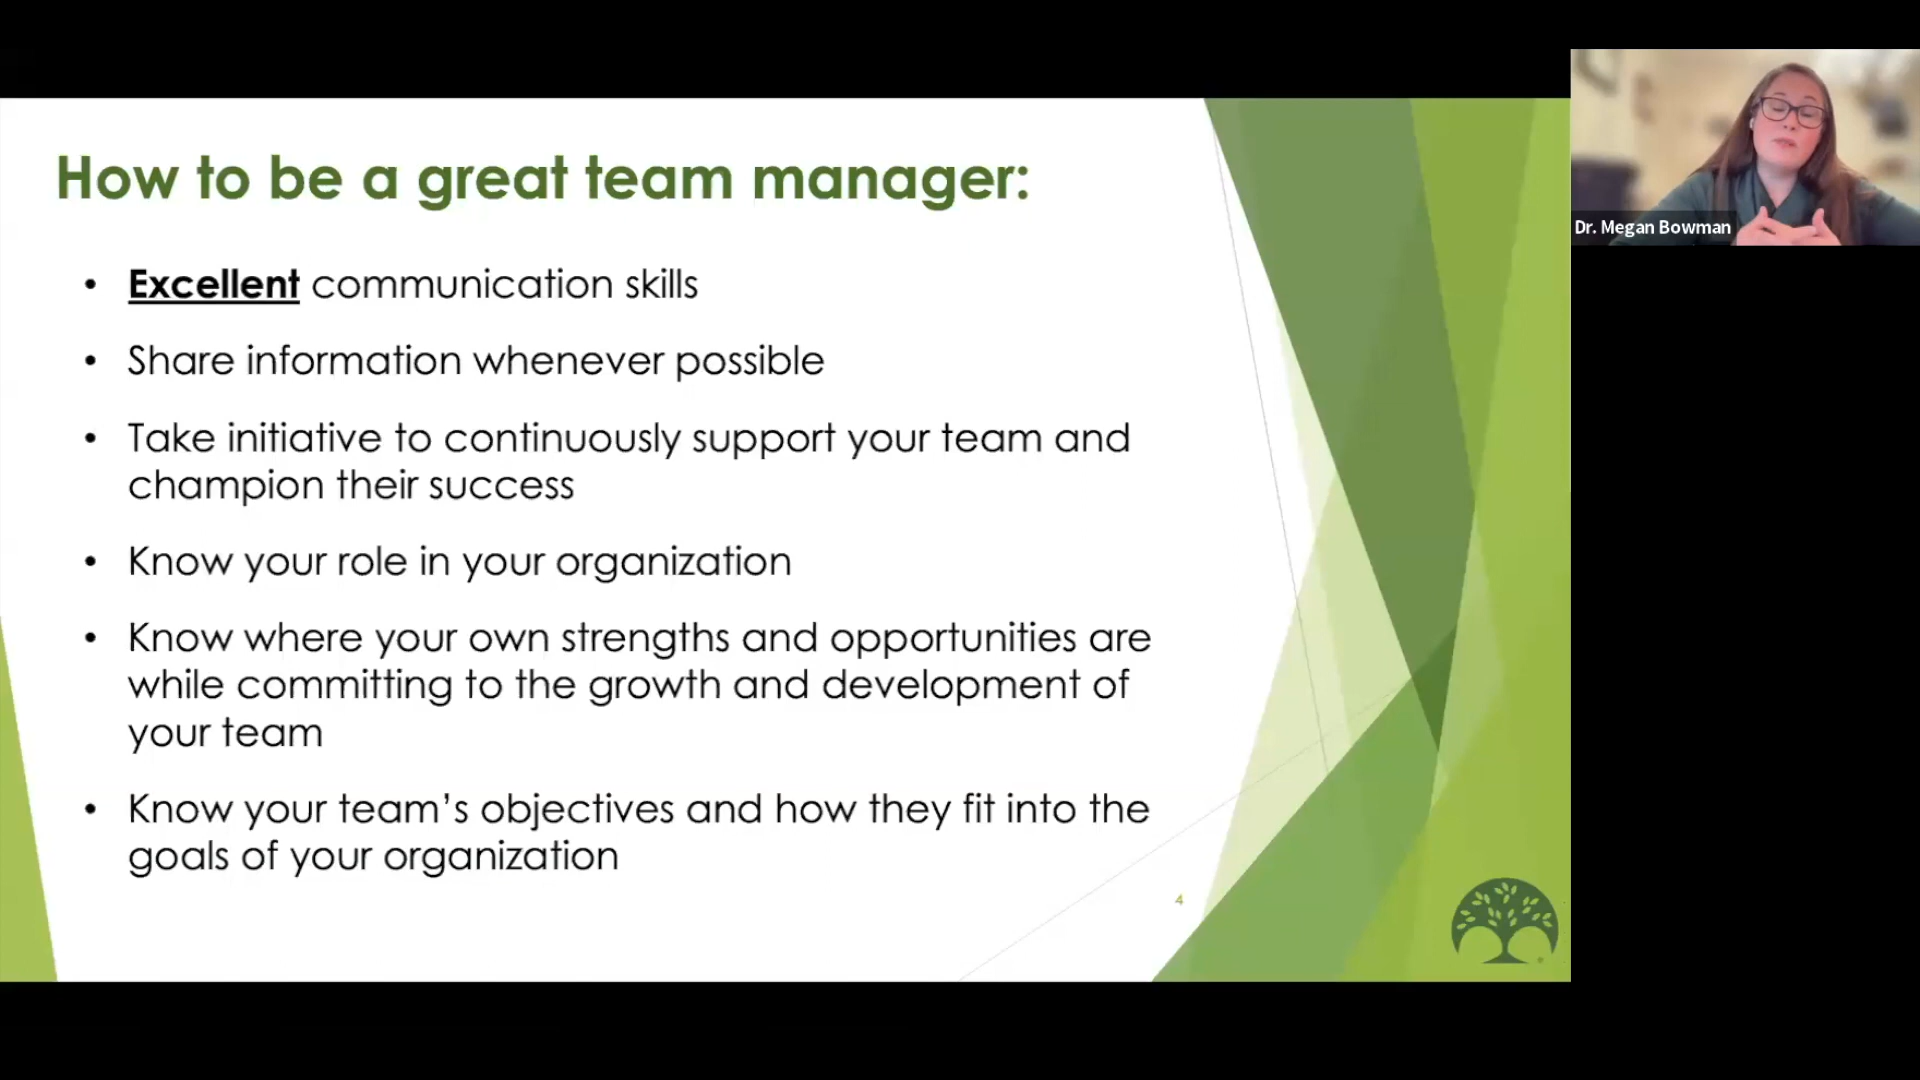 How to be a great team manager:
• Excellent communication skills
• Share information whenever possible
• Take initiative to continuously support your team and
champion their success
• Know your role in your organization
• Know where your own strengths and opportunities are
while committing to the growth and development of
your team
• Know your team’s objectives and how they fit into the
goals of your organization
4
Dr. Megan Bowman